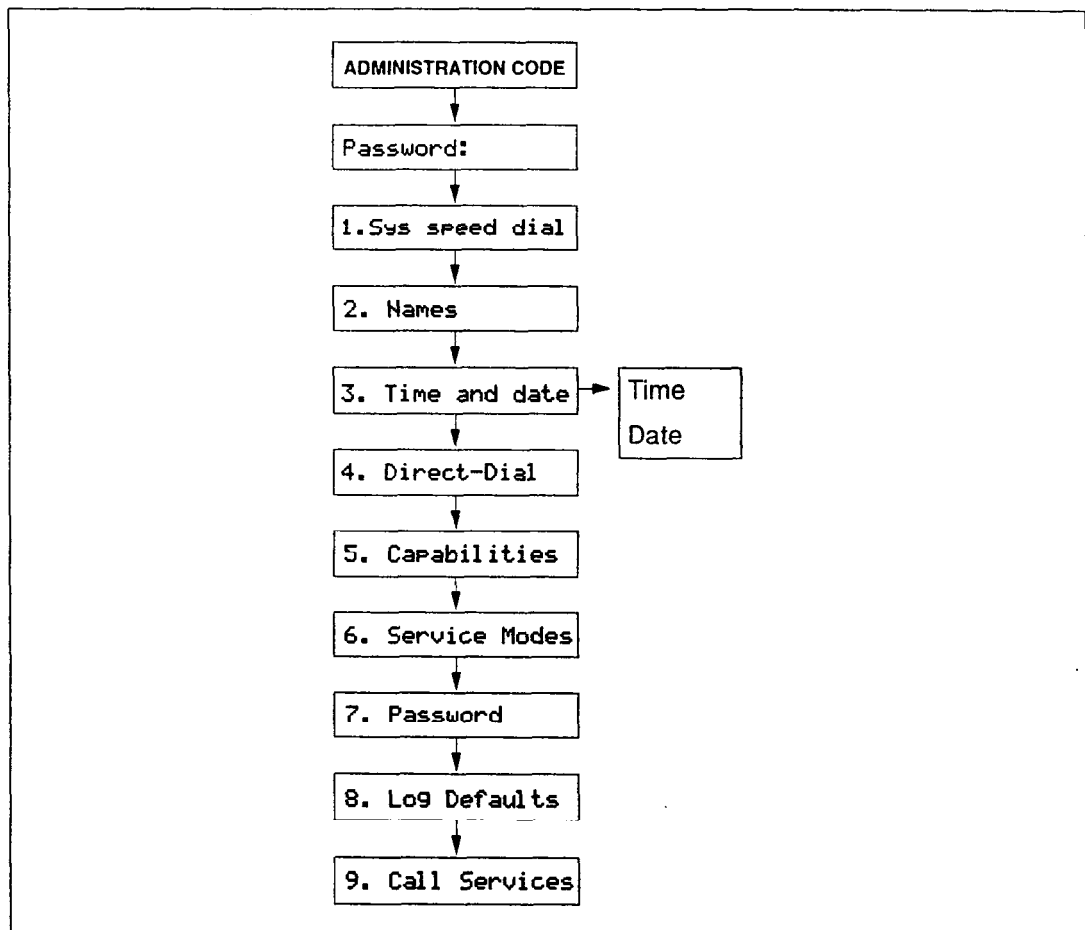 ADMINISTRATION CODE
Password:
1.Sys speed dial
2. Names
3. Time and date
Time
Date
4. Direct-Dial
5. Capabilities
6. Service Modes
7. Password
8. Log Defaults
9. Call Services